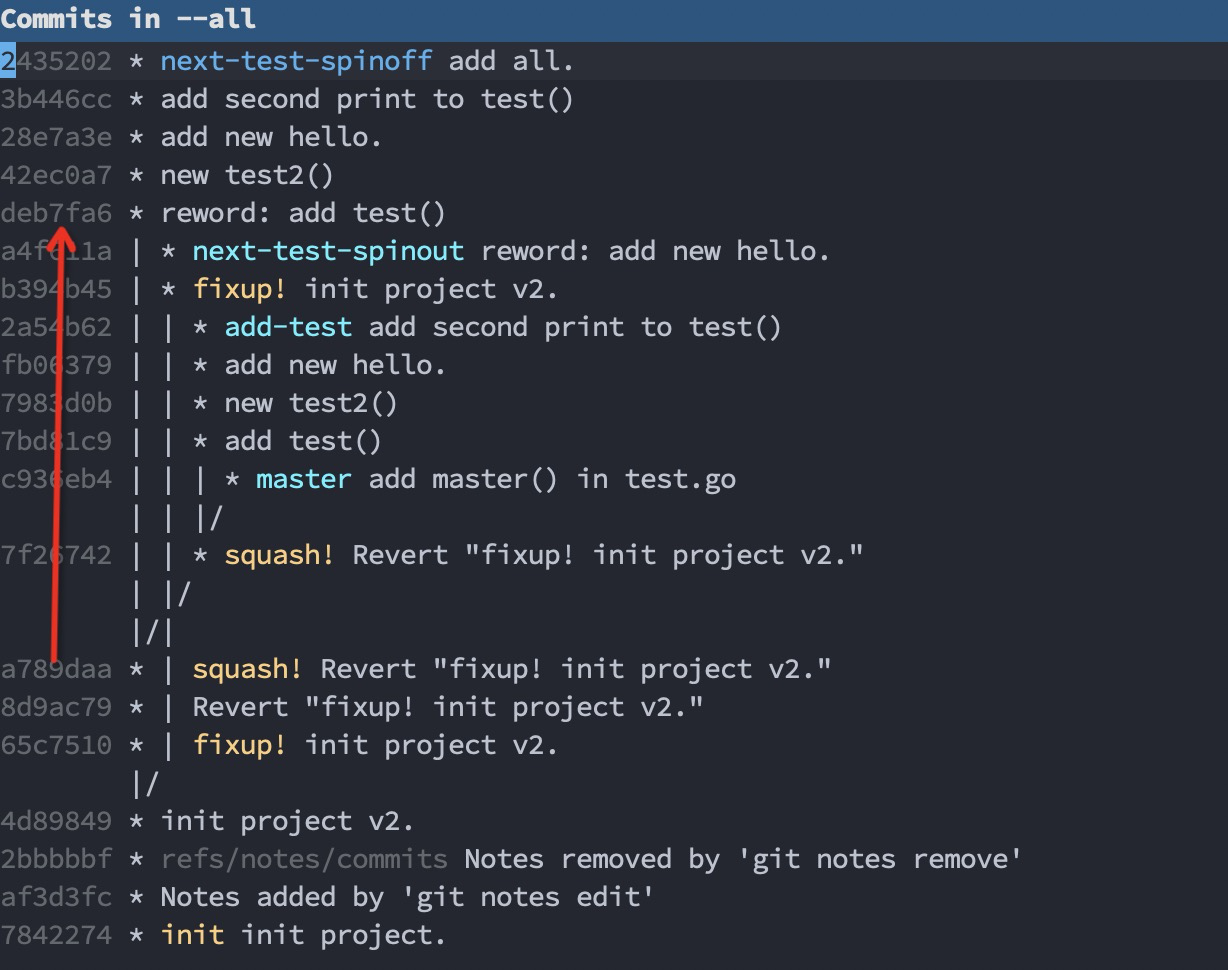 Commits in --all
2435202 * next-test-spinoff add all.
3b446cc * add second print to test()
28e7a3e * add new hello.
42ec0a7 * new test2()
deb7fa6 * reword: add test()
| * next-test-spinout reword: add new hello.
b394b45 | * fixup! init project v2.
2a54b62 | | * add-test add second print to test()
fb06379 | | * add new hello.
7983d0b | | * new test2()
7bd81c9 | | * add test()
c936eb4 | | | * master add master() in test.go
| | |/
7f26742 | | * squash! Revert "fixup! init project v2."
| |/
|/|
a789daa * | squash! Revert "fixup! init project v2."
8d9ac79 * | Revert "fixup! init project v2."
65c7510 * | fixup! init project v2.
|/
4d89849 * init project v2.
2bbbbbf * refs/notes/commits Notes removed by 'git notes remove'
af3d3fc * Notes added by 'git notes edit'
7842274 * init init project.